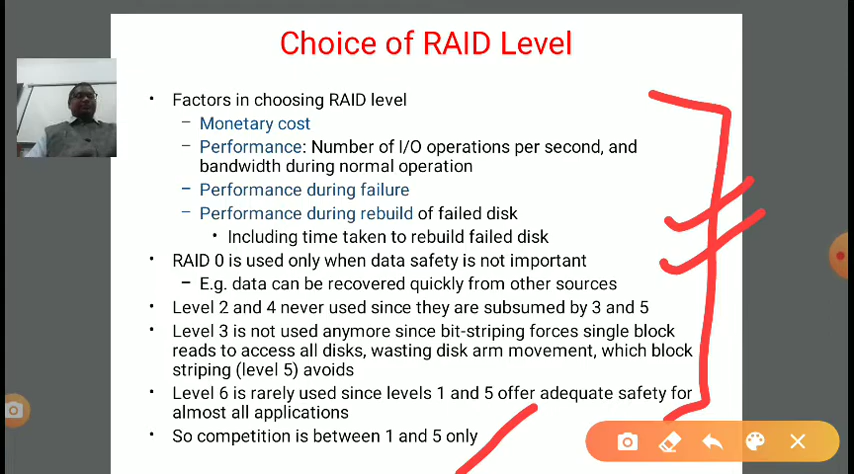 Choice of RAID Level
• Factors in choosing RAID level
– Monetary cost
– Performance: Number of I/O operations per second, and
bandwidth during normal operation
– Performance during failure
– Performance during rebuild of failed disk
• Including time taken to rebuild failed disk
• RAID 0 is used only when data safety is not important
– E.g. data can be recovered quickly from other sources
• Level 2 and 4 never used since they are subsumed by 3 and 5
• Level 3 is not used anymore since bit-striping forces single block
reads to access all disks, wasting disk arm movement, which block
striping (level 5) avoids
• Level 6 is rarely used since levels 1 and 5 offer adequate safety for
almost all applications
• So competition is between 1 and 5 only